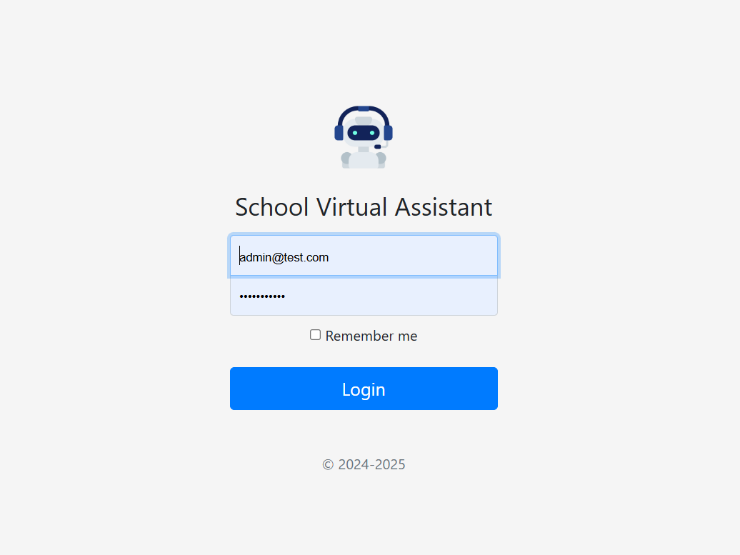 School Virtual Assistant
admin@test.com
•••••••••••
Remember me
Login
© 2024-2025